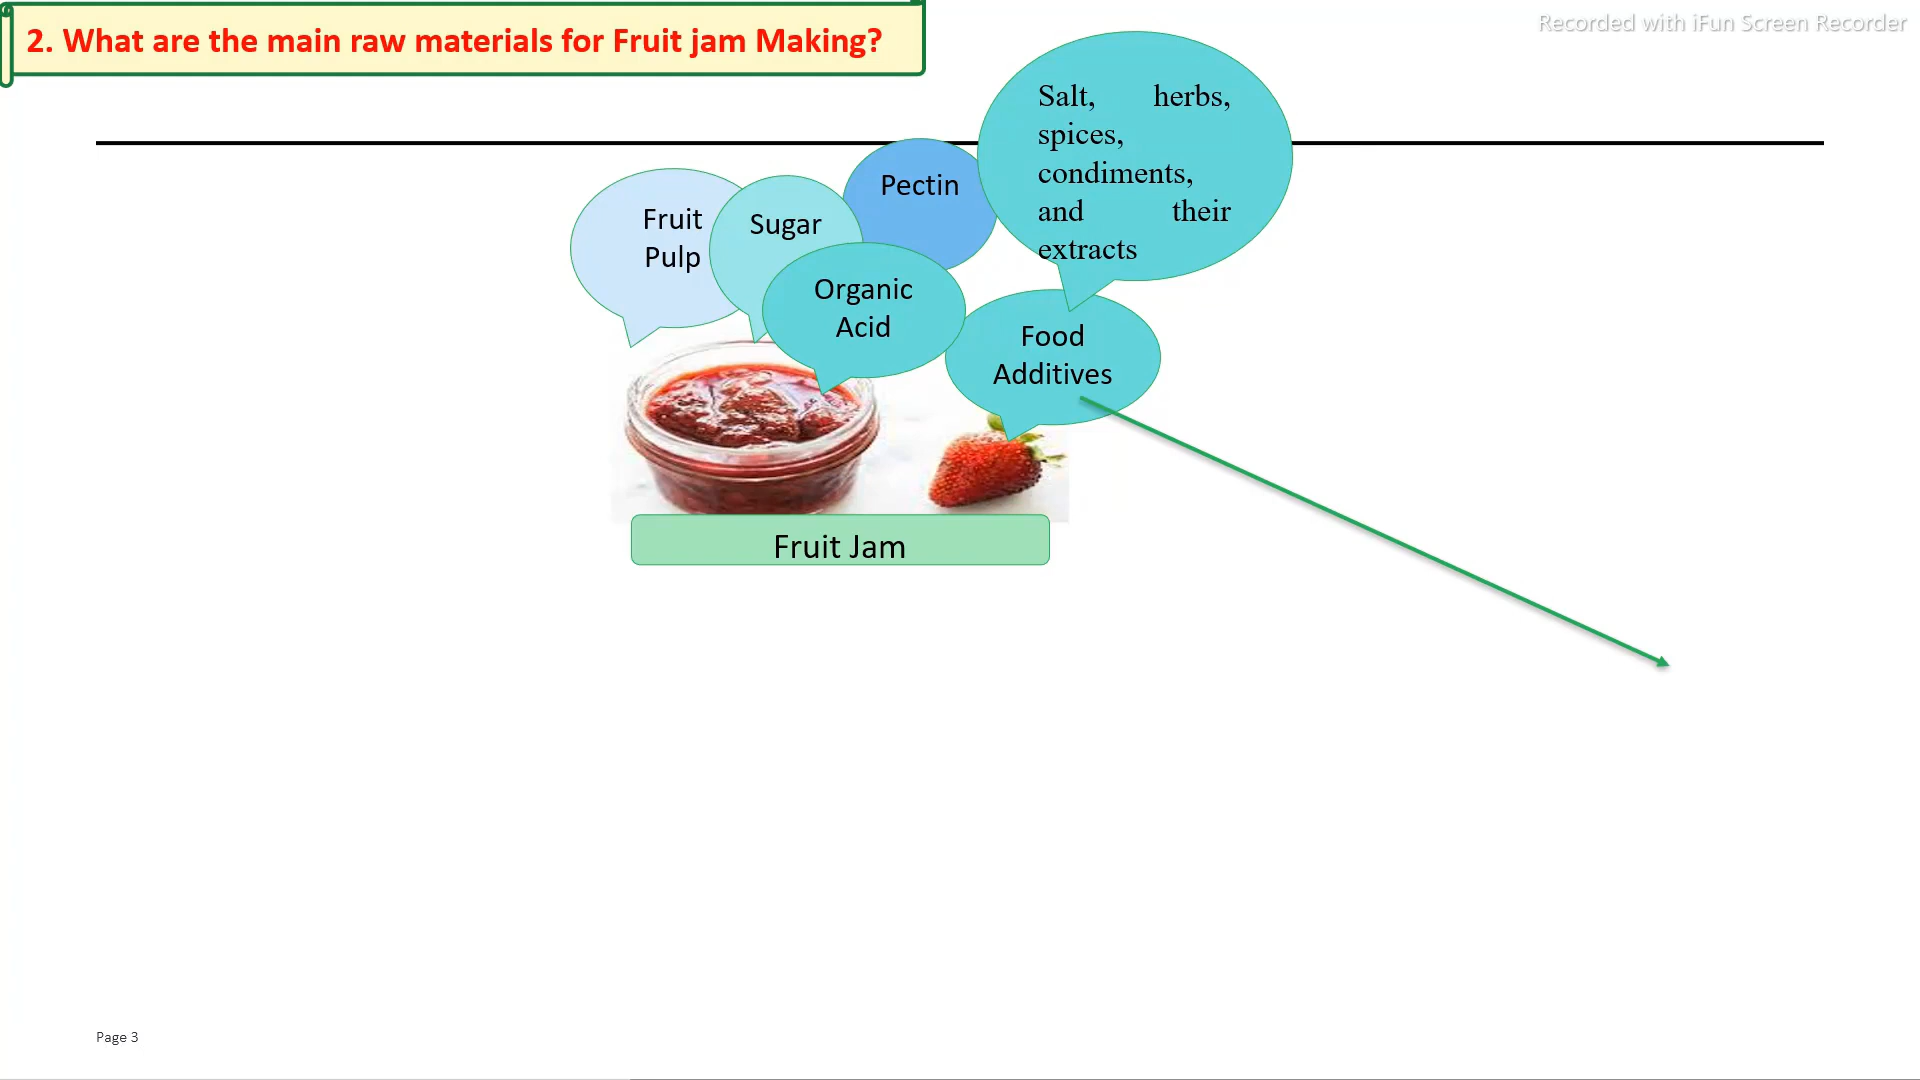 2. What are the main raw materials for Fruit jam Making?
Recorded with iFun Screen Recorder
Salt, herbs,
spices,
condiments,
and their
extracts
Pectin
Fruit
Pulp
Sugar
Organic
Acid
Food
Additives
Fruit Jam
Page 3